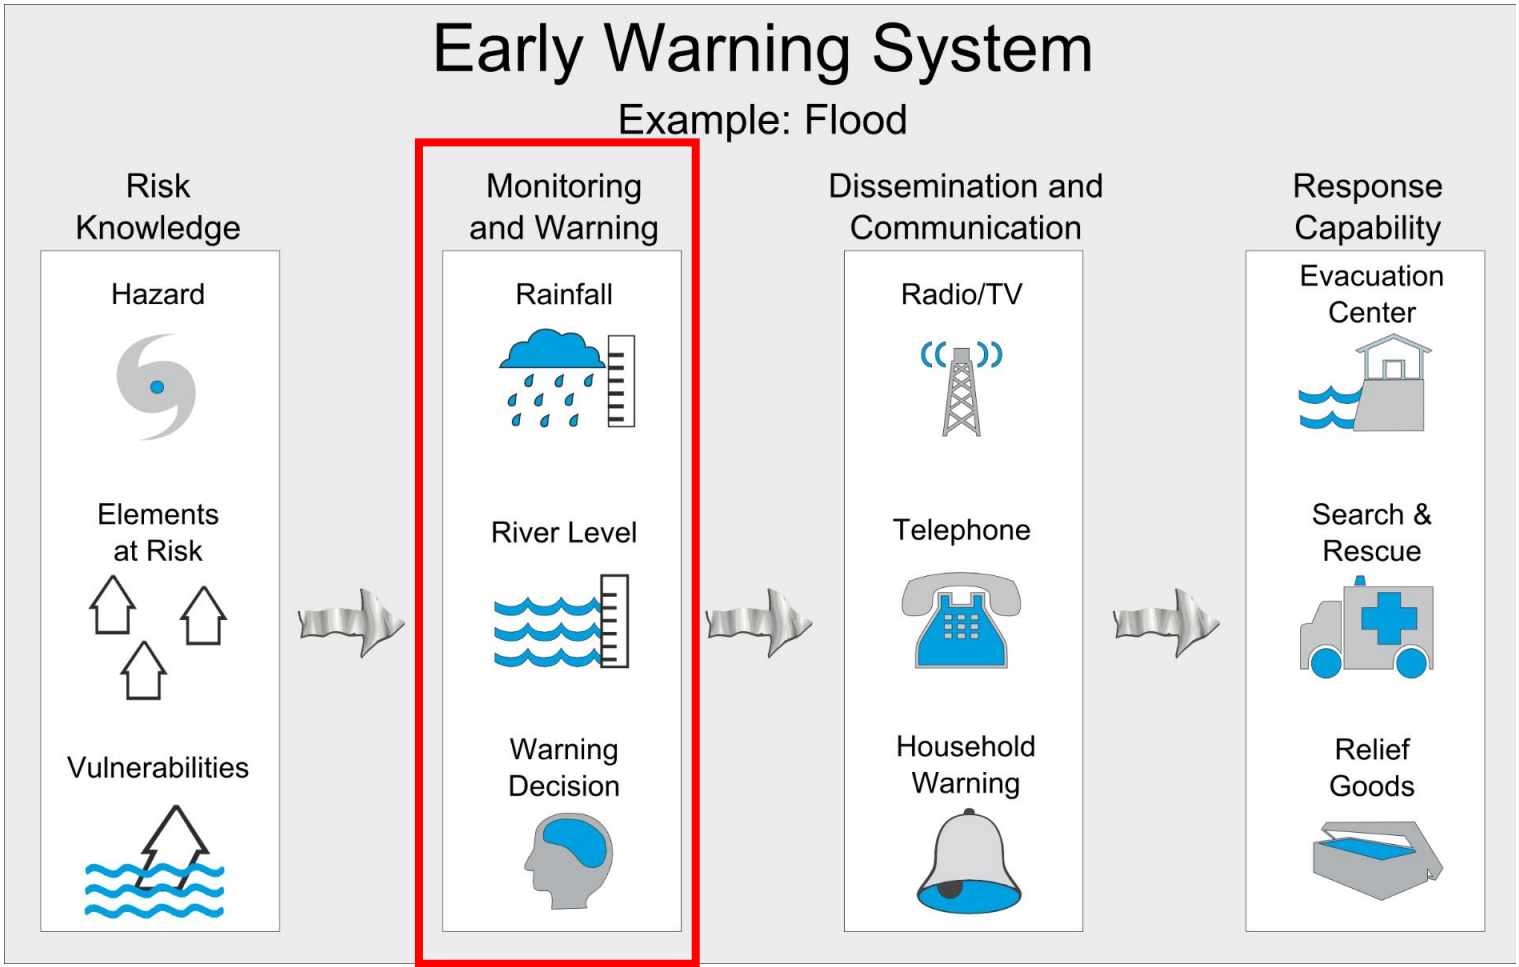 Early Warning System
Example: Flood
Risk
Knowledge
Hazard
Elements
at Risk
Vulnerabilities
Monitoring
and Warning
Rainfall
River Level
Warning
Decision
Dissemination and
Communication
Radio/TV
Telephone
Household
Warning
Response
Capability
Evacuation
Center
Search &
Rescue
Relief
Goods